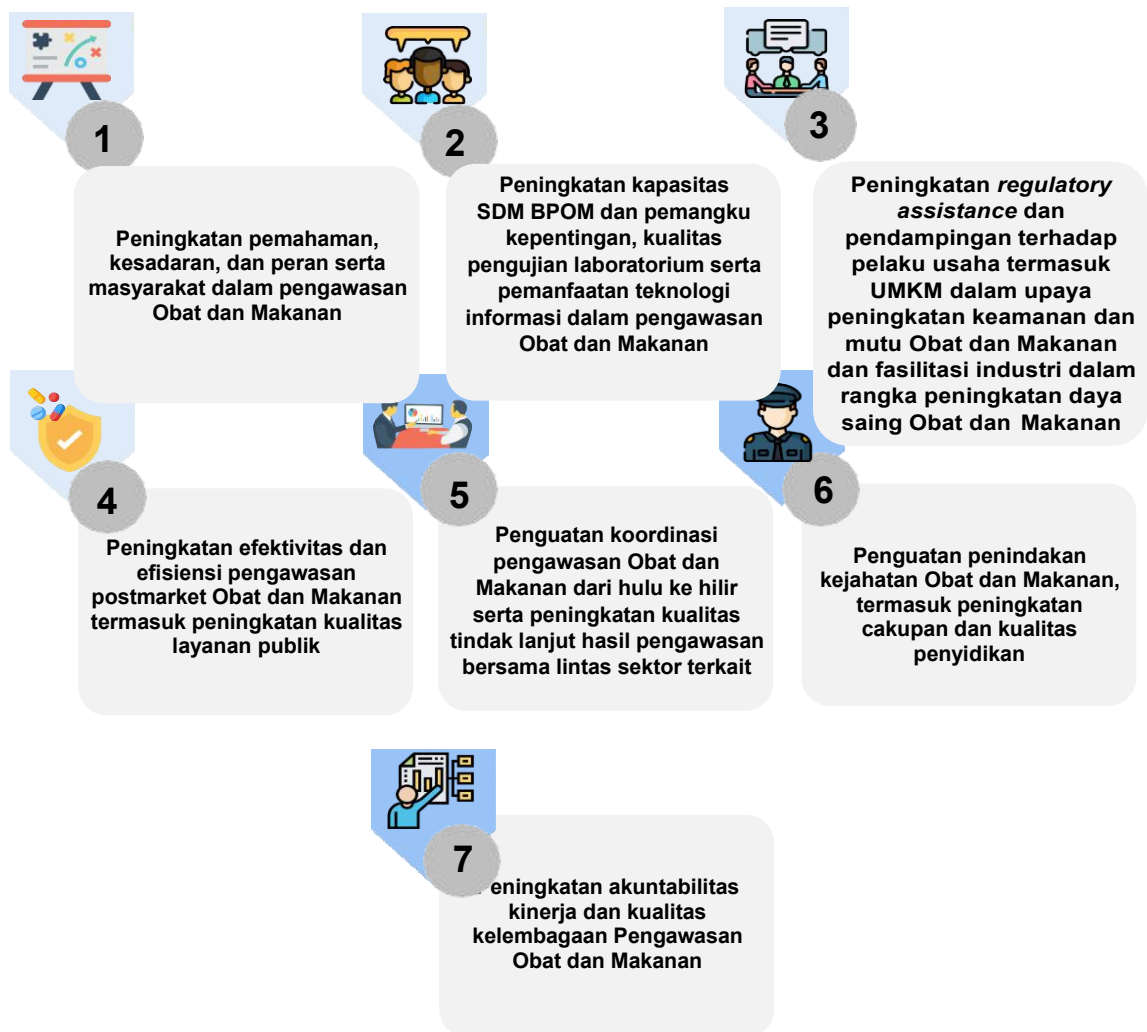 1
Peningkatan pemahaman,
kesadaran, dan peran serta
masyarakat dalam pengawasan
Obat dan Makanan
2
Peningkatan kapasitas
SDM BPOM dan pemangku
kepentingan, kualitas
pengujian laboratorium serta
pemanfaatan teknologi
informasi dalam pengawasan
Obat dan Makanan
3
Peningkatan regulatory
assistance dan
pendampingan terhadap
pelaku usaha termasuk
UMKM dalam upaya
peningkatan keamanan dan
mutu Obat dan Makanan
dan fasilitasi industri dalam
rangka peningkatan daya
saing Obat dan Makanan
4
Peningkatan efektivitas dan
efisiensi pengawasan
postmarket Obat dan Makanan
termasuk peningkatan kualitas
layanan publik
5
Penguatan koordinasi
pengawasan Obat dan
Makanan dari hulu ke hilir
serta peningkatan kualitas
tindak lanjut hasil pengawasan
bersama lintas sektor terkait
6
Penguatan penindakan
kejahatan Obat dan Makanan,
termasuk peningkatan
cakupan dan kualitas
penyidikan
7
Peningkatan akuntabilitas
kinerja dan kualitas
kelembagaan Pengawasan
Obat dan Makanan